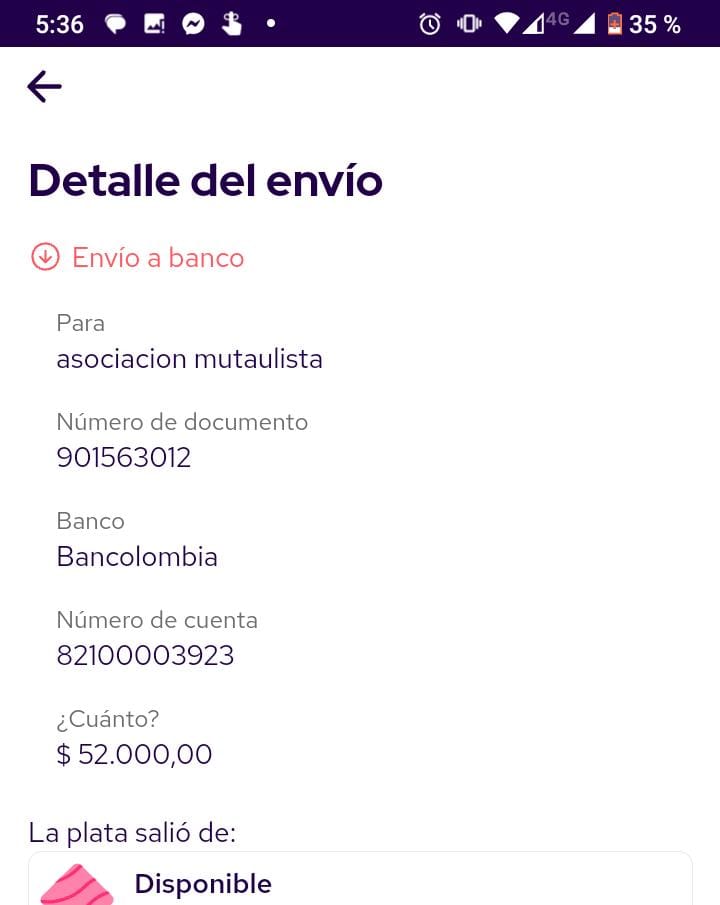 5:36 4G 35 %
Detalle del envío
Envío a banco
Para
asociacion mutaulista
Número de documento
901563012
Banco
Bancolombia
Número de cuenta
82100003923
¿Cuánto?
$ 52.000,00
La plata salió de:
Disponible